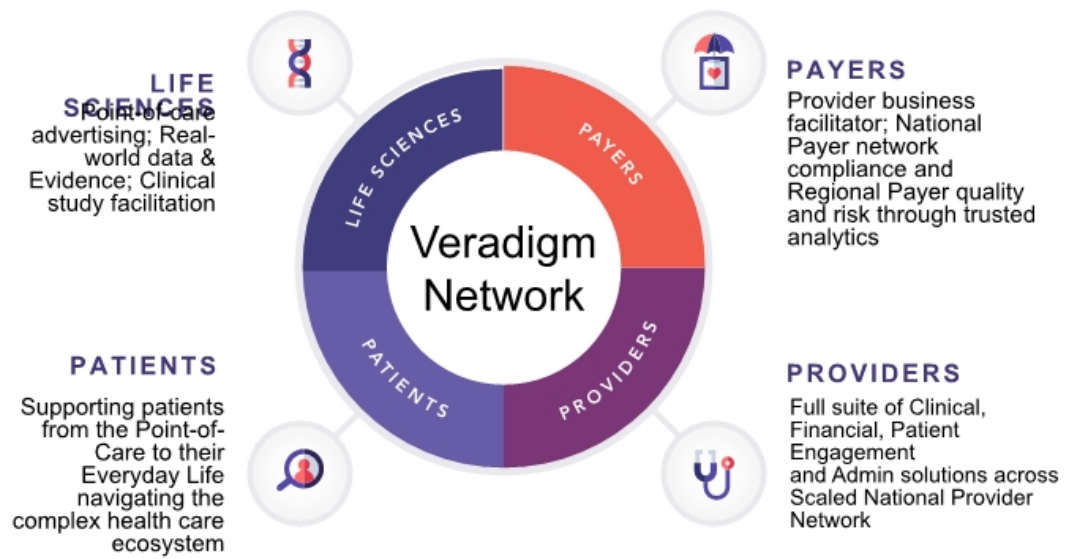 LIFE
SCIENCES
Point-of-care
advertising; Real-
world data &
Evidence; Clinical
study facilitation
PAYERS
Provider business
facilitator; National
Payer network
compliance and
Regional Payer quality
and risk through trusted
analytics
LIFE SCIENCES
PAYERS
Veradigm
Network
PATIENTS
PROVIDERS
PATIENTS
Supporting patients
from the Point-of-
Care to their
Everyday Life
navigating the
complex health care
ecosystem
PROVIDERS
Full suite of Clinical,
Financial, Patient
Engagement
and Admin solutions across
Scaled National Provider
Network